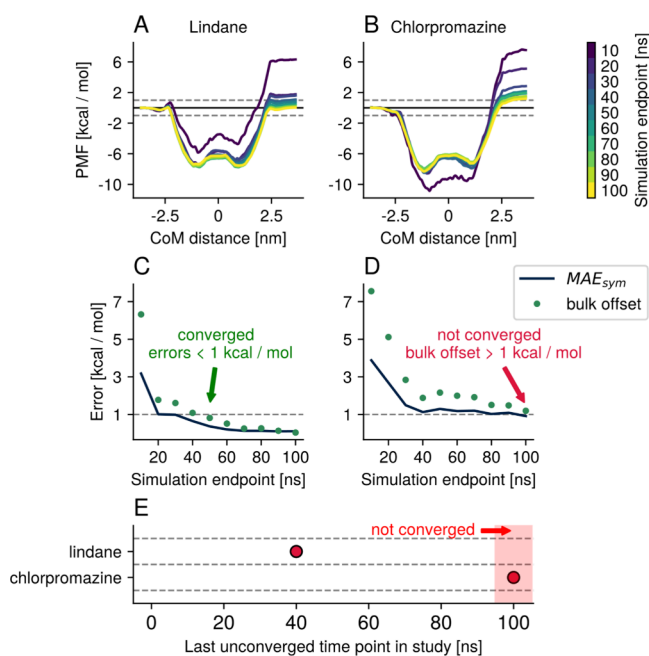 A
Lindane
B
Chlorpromazine
6
2
-2
-6
-10
PMF [kcal / mol]
-2.5
0
2.5
CoM distance [nm]
6
2
-2
-6
-10
-2.5
0
2.5
CoM distance [nm]
10
20
30
40
50
60
70
80
90
100
Simulation endpoint [ns]
C
7
5
3
1
Error [kcal / mol]
converged
errors < 1 kcal / mol
20
40
60
80
100
Simulation endpoint [ns]
D
7
5
3
1
MAE_sym
bulk offset
not converged
bulk offset > 1 kcal / mol
20
40
60
80
100
Simulation endpoint [ns]
E
not converged
lindane
chlorpromazine
0
20
40
60
80
100
Last unconverged time point in study [ns]